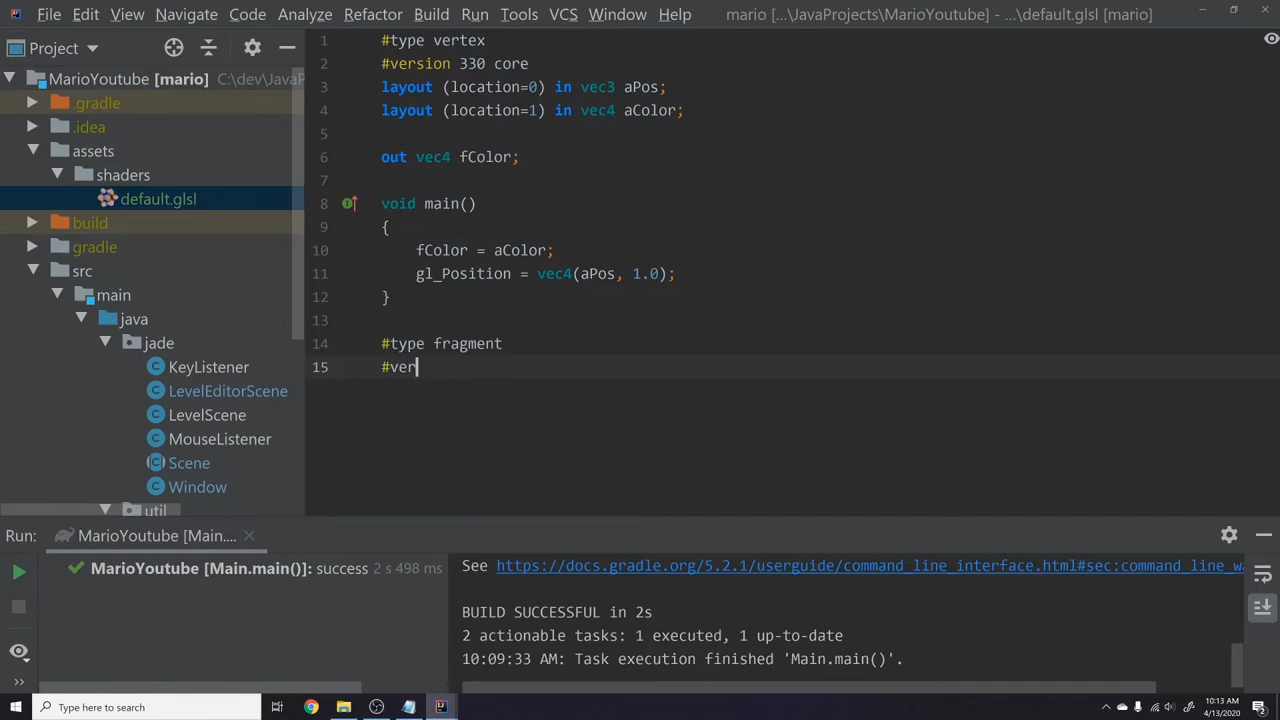 File Edit View Navigate Code Analyze Refactor Build Run Tools VCS Window Help mario [...\JavaProjects\MarioYoutube] - ...\default.glsl [mario]
Project
MarioYoutube [mario] C:\dev\JavaP
.gradle
.idea
assets
shaders
default.glsl
build
gradle
src
main
java
jade
KeyListener
LevelEditorScene
LevelScene
MouseListener
Scene
Window
util
1 #type vertex
2 #version 330 core
3 layout (location=0) in vec3 aPos;
4 layout (location=1) in vec4 aColor;
5
6 out vec4 fColor;
7
8 void main()
9 {
10 fColor = aColor;
11 gl_Position = vec4(aPos, 1.0);
12 }
13
14 #type fragment
15 #ver
Run: MarioYoutube [Main....
MarioYoutube [Main.main()]: success 2 s 498 ms
See https://docs.gradle.org/5.2.1/userguide/command_line_interface.html#sec:command_line_wa
BUILD SUCCESSFUL in 2s
2 actionable tasks: 1 executed, 1 up-to-date
10:09:33 AM: Task execution finished 'Main.main()'.
Type here to search
10:13 AM
4/13/2020
2